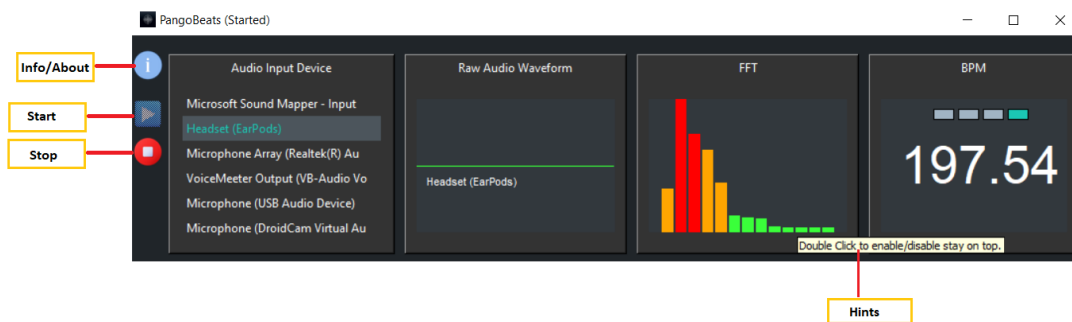 PangoBeats (Started)
Info/About
i
Audio Input Device
Raw Audio Waveform
FFT
BPM
Start
Stop
Microsoft Sound Mapper - Input
Headset (EarPods)
Microphone Array (Realtek(R) Au
VoiceMeeter Output (VB-Audio Vo
Microphone (USB Audio Device)
Microphone (DroidCam Virtual Au
Headset (EarPods)
197.54
Double Click to enable/disable stay on top.
Hints